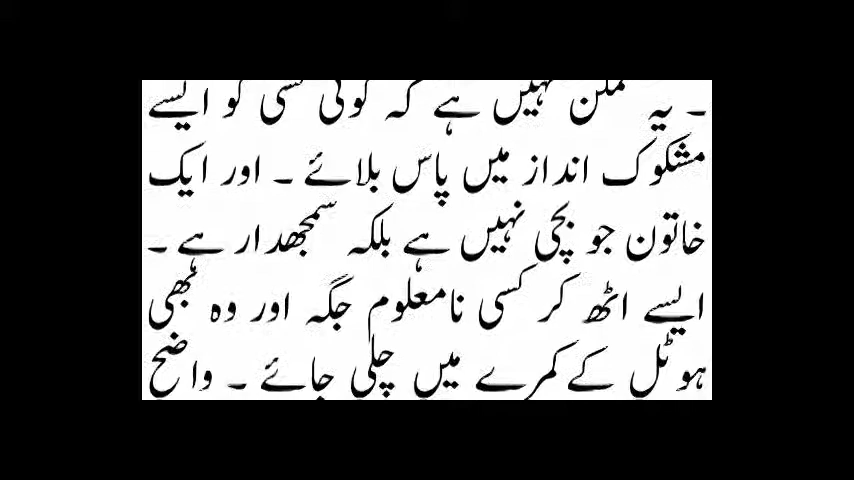 ۔ یہ ممکن نہیں ہے کہ کوئی کسی کو ایسے
مشکوک انداز میں پاس بلائے ۔ اور ایک
خاتون جو بچی نہیں ہے بلکہ سمجھدار ہے ۔
ایسے اٹھ کر کسی نامعلوم جگہ اور وہ بھی
ہوٹل کے کمرے میں چلی جائے ۔ واضح